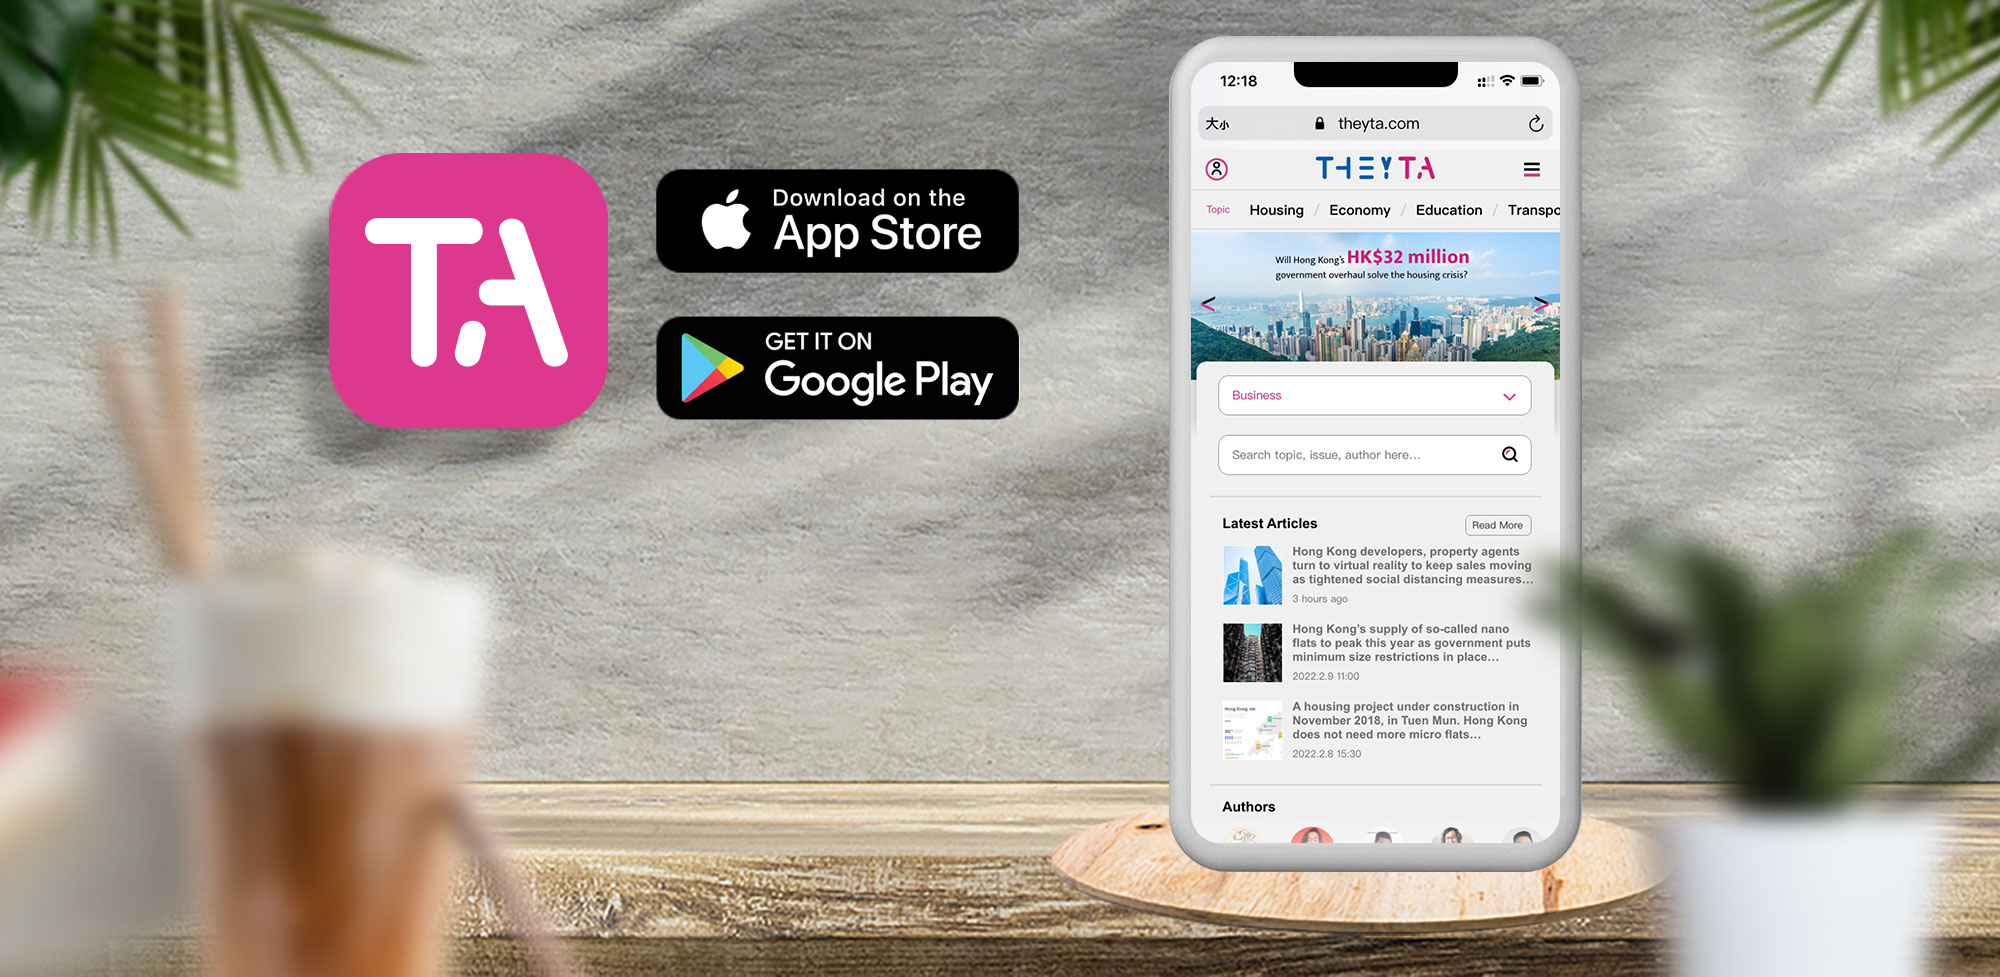 TA
Download on the
App Store
GET IT ON
Google Play
12:18
大小
theyta.com
THEYTA
Topic Housing / Economy / Education / Transpo
Will Hong Kong's HK$32 million
government overhaul solve the housing crisis?
< >
Business
Search topic, issue, author here...
Latest Articles
Read More
Hong Kong developers, property agents
turn to virtual reality to keep sales moving
as tightened social distancing measures...
3 hours ago
Hong Kong's supply of so-called nano
flats to peak this year as government puts
minimum size restrictions in place...
2022.2.9 11:00
Hong Kong
A housing project under construction in
November 2018, in Tuen Mun. Hong Kong
does not need more micro flats...
2022.2.8 15:30
Authors